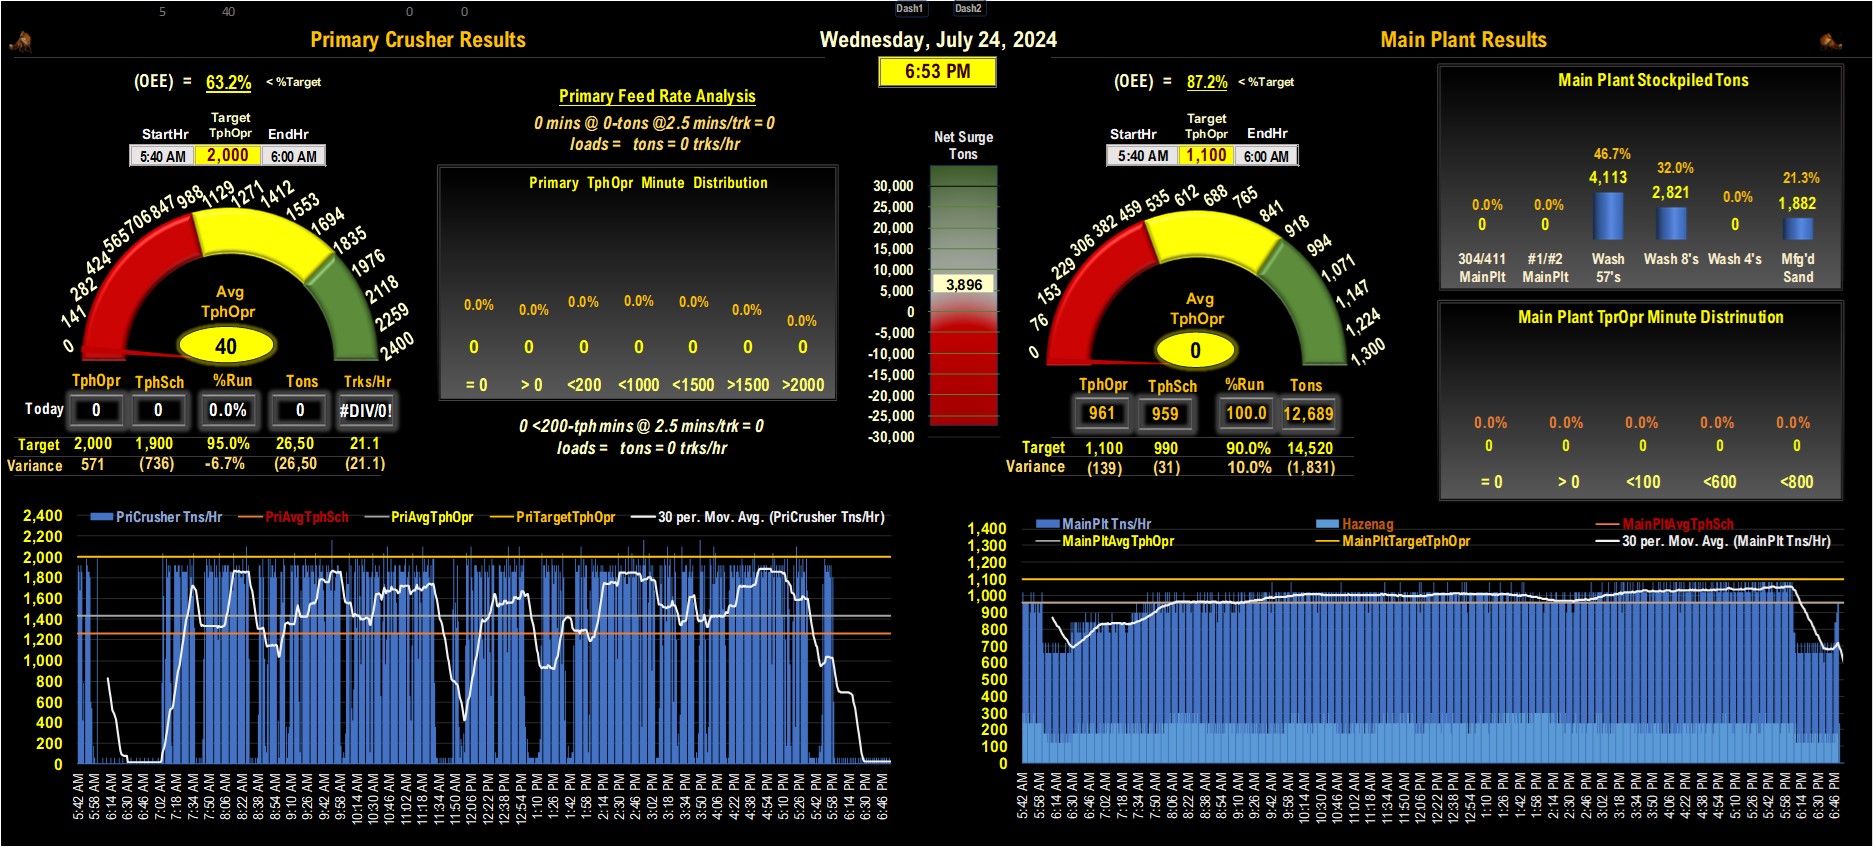 5 40 0 0 Dash1 Dash2
Primary Crusher Results
Wednesday, July 24, 2024
6:53 PM
Main Plant Results
(OEE) = 63.2% < %Target
StartHr Target TphOpr EndHr
5:40 AM 2,000 6:00 AM
0 141 282 424 565 706 847 988 1129 1271 1412 1553 1694 1835 1976 2118 2259 2400
Avg
TphOpr
40
TphOpr TphSch %Run Tons Trks/Hr
Today 0 0 0.0% 0 #DIV/0!
Target 2,000 1,900 95.0% 26,50 21.1
Variance 571 (736) -6.7% (26,50 (21.1)
Primary Feed Rate Analysis
0 mins @ 0-tons @2.5 mins/trk = 0
loads = tons = 0 trks/hr
Primary TphOpr Minute Distribution
0.0% 0.0% 0.0% 0.0% 0.0% 0.0% 0.0%
0 0 0 0 0 0 0
= 0 > 0 <200 <1000 <1500 >1500 >2000
0 <200-tph mins @ 2.5 mins/trk = 0
loads = tons = 0 trks/hr
Net Surge
Tons
30,000
25,000
20,000
15,000
10,000
5,000
0
-5,000
-10,000
-15,000
-20,000
-25,000
-30,000
3,896
(OEE) = 87.2% < %Target
StartHr Target TphOpr EndHr
5:40 AM 1,100 6:00 AM
0 76 153 229 306 382 459 535 612 688 765 841 918 994 1,071 1,147 1,224 1,300
Avg
TphOpr
0
TphOpr TphSch %Run Tons
961 959 100.0 12,689
Target 1,100 990 90.0% 14,520
Variance (139) (31) 10.0% (1,831)
Main Plant Stockpiled Tons
0.0% 0.0% 46.7% 32.0% 0.0% 21.3%
0 0 4,113 2,821 0 1,882
304/411 MainPlt #1/#2 MainPlt Wash 57's Wash 8's Wash 4's Mfg'd Sand
Main Plant TprOpr Minute Distrinution
0.0% 0.0% 0.0% 0.0% 0.0% 0.0%
0 0 0 0 0 0
= 0 > 0 <100 <600 <800
PriCrusher Tns/Hr PriAvgTphSch PriAvgTphOpr PriTargetTphOpr 30 per. Mov. Avg. (PriCrusher Tns/Hr)
2,400
2,200
2,000
1,800
1,600
1,400
1,200
1,000
800
600
400
200
0
5:42 AM 5:58 AM 6:14 AM 6:30 AM 6:46 AM 7:02 AM 7:18 AM 7:34 AM 7:50 AM 8:06 AM 8:22 AM 8:38 AM 8:54 AM 9:10 AM 9:26 AM 9:42 AM 9:58 AM 10:14 AM 10:30 AM 10:46 AM 11:02 AM 11:18 AM 11:34 AM 11:50 AM 12:06 PM 12:22 PM 12:38 PM 12:54 PM 1:10 PM 1:26 PM 1:42 PM 1:58 PM 2:14 PM 2:30 PM 2:46 PM 3:02 PM 3:18 PM 3:34 PM 3:50 PM 4:06 PM 4:22 PM 4:38 PM 4:54 PM 5:10 PM 5:26 PM 5:42 PM 5:58 PM 6:14 PM 6:30 PM 6:46 PM
MainPlt Tns/Hr Hazenag MainPltAvgTphSch
MainPltAvgTphOpr MainPltTargetTphOpr 30 per. Mov. Avg. (MainPlt Tns/Hr)
1,400
1,300
1,200
1,100
1,000
900
800
700
600
500
400
300
200
100
0
5:42 AM 5:58 AM 6:14 AM 6:30 AM 6:46 AM 7:02 AM 7:18 AM 7:34 AM 7:50 AM 8:06 AM 8:22 AM 8:38 AM 8:54 AM 9:10 AM 9:26 AM 9:42 AM 9:58 AM 10:14 AM 10:30 AM 10:46 AM 11:02 AM 11:18 AM 11:34 AM 11:50 AM 12:06 PM 12:22 PM 12:38 PM 12:54 PM 1:10 PM 1:26 PM 1:42 PM 1:58 PM 2:14 PM 2:30 PM 2:46 PM 3:02 PM 3:18 PM 3:34 PM 3:50 PM 4:06 PM 4:22 PM 4:38 PM 4:54 PM 5:10 PM 5:26 PM 5:42 PM 5:58 PM 6:14 PM 6:30 PM 6:46 PM